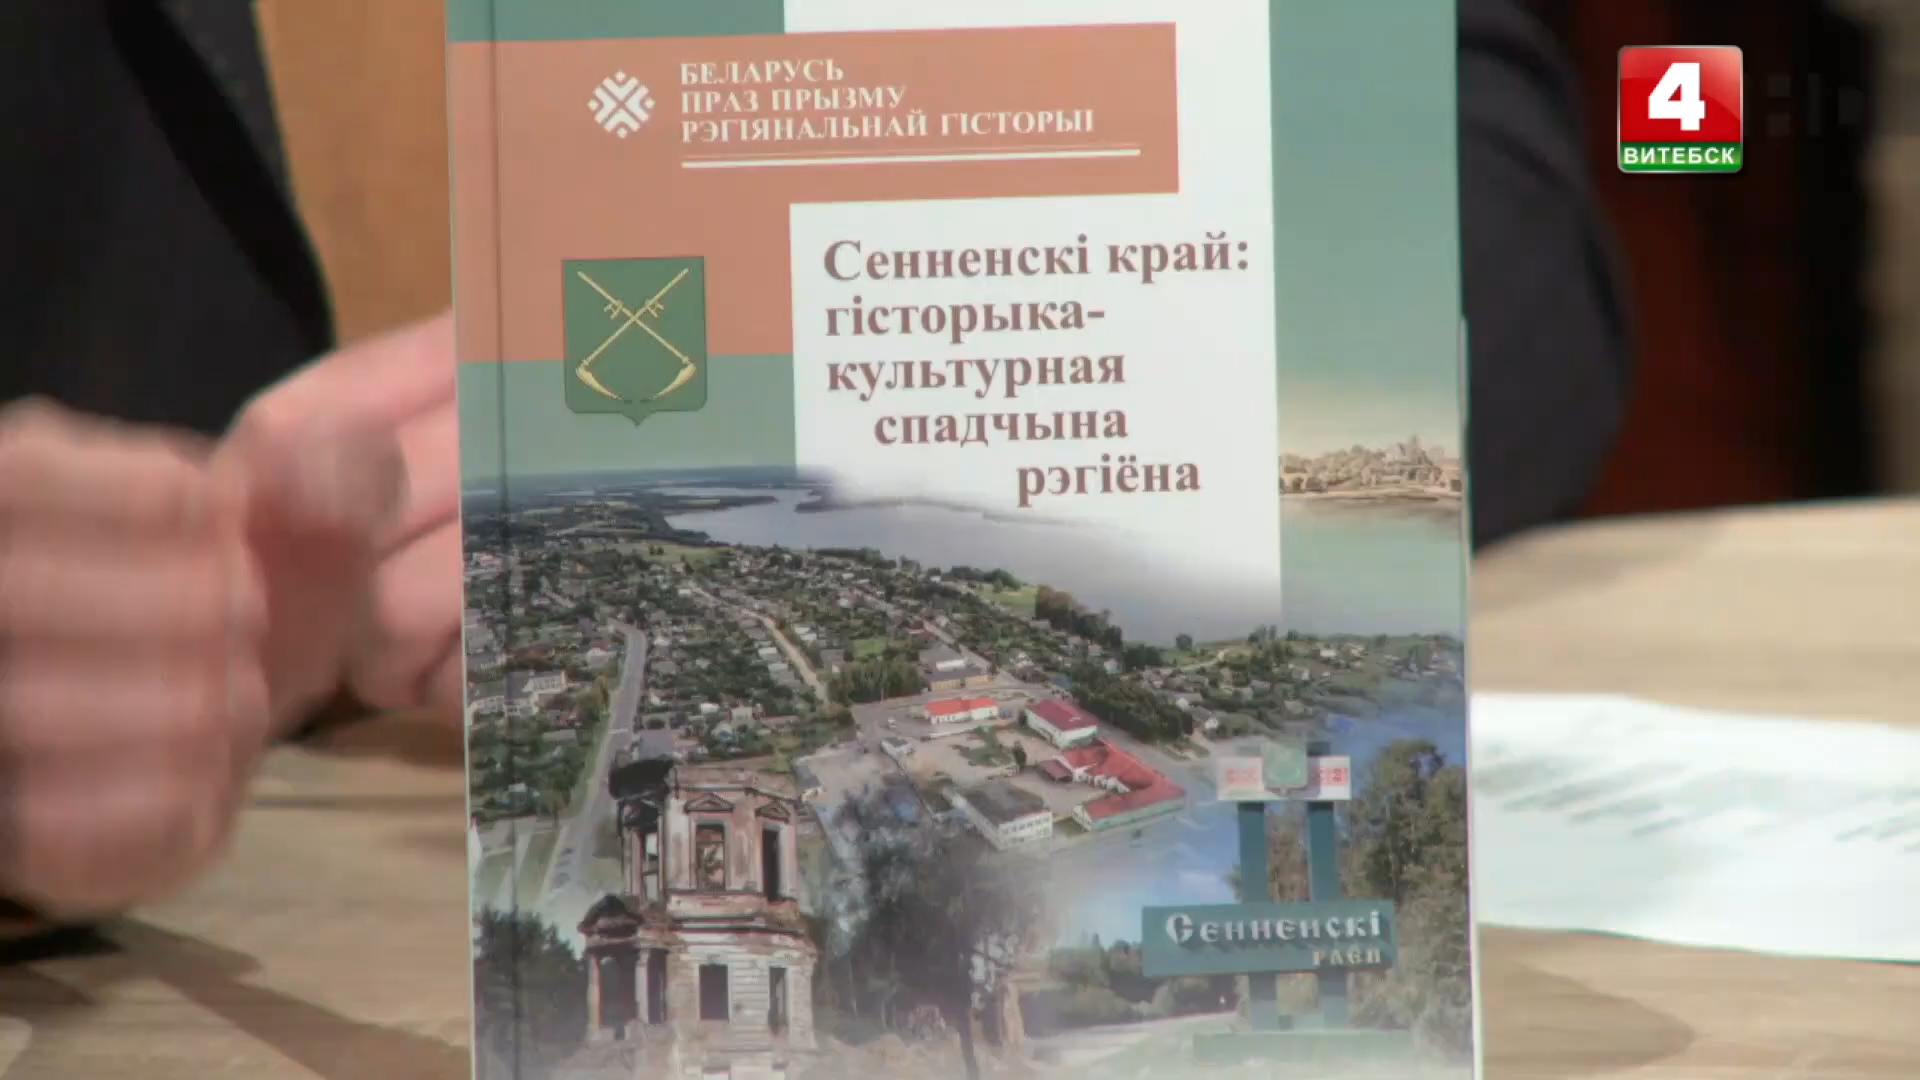 БЕЛАРУСЬ
ПРАЗ ПРЫЗМУ
РЭГІЯНАЛЬНАЙ ГІСТОРЫІ
4
ВИТЕБСК
Сенненскі край:
гісторыка-
культурная
спадчына
рэгіёна
Сенненскі
раён